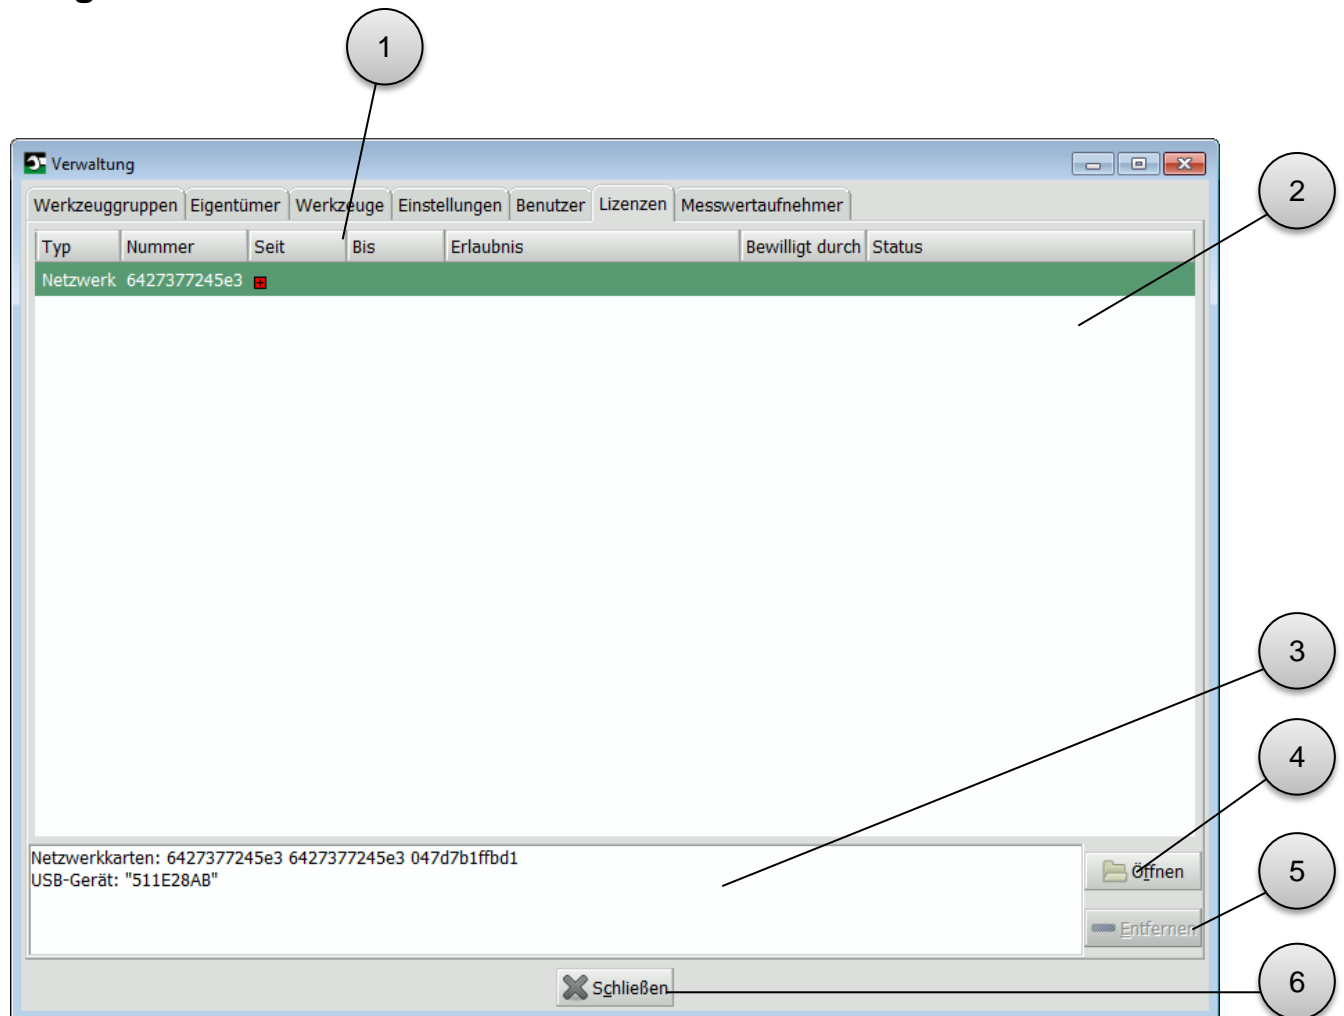 1
Verwaltung
2
Werkzeuggruppen Eigentümer Werkzeuge Einstellungen Benutzer Lizenzen Messwertaufnehmer
Typ Nummer Seit Bis Erlaubnis Bewilligt durch Status
Netzwerk 6427377245e3
3
4
Netzwerkkarten: 6427377245e3 6427377245e3 047d7b1ffbd1
USB-Gerät: "511E28AB"
Öffnen
5
Entfernen
Schließen
6